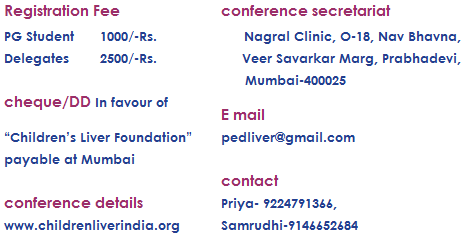 Registration Fee
PG Student 1000/-Rs.
Delegates 2500/-Rs.
cheque/DD In favour of
“Children’s Liver Foundation”
payable at Mumbai
conference details
www.childrenliverindia.org
conference secretariat
Nagral Clinic, O-18, Nav Bhavna,
Veer Savarkar Marg, Prabhadevi,
Mumbai-400025
E mail
pedliver@gmail.com
contact
Priya- 9224791366,
Samrudhi-9146652684